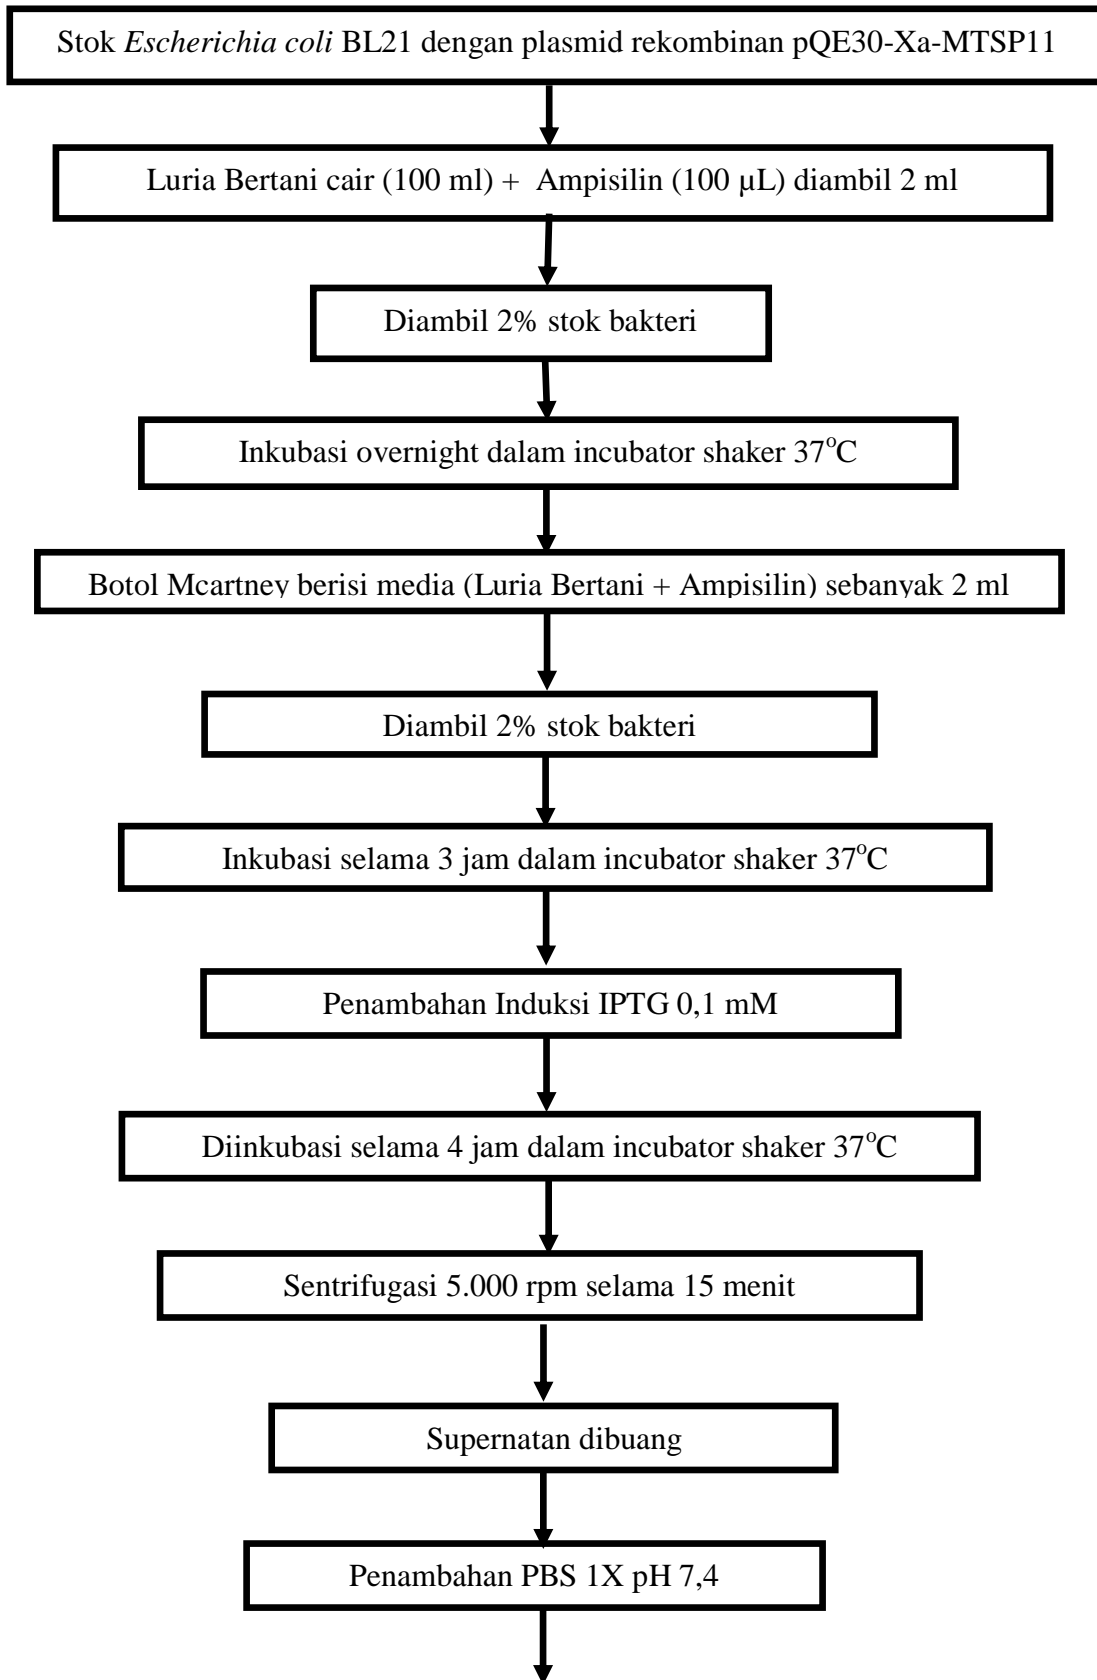 Stok Escherichia coli BL21 dengan plasmid rekombinan pQE30-Xa-MTSP11
Luria Bertani cair (100 ml) + Ampisilin (100 µL) diambil 2 ml
Diambil 2% stok bakteri
Inkubasi overnight dalam incubator shaker 37°C
Botol Mcartney berisi media (Luria Bertani + Ampisilin) sebanyak 2 ml
Diambil 2% stok bakteri
Inkubasi selama 3 jam dalam incubator shaker 37°C
Penambahan Induksi IPTG 0,1 mM
Diinkubasi selama 4 jam dalam incubator shaker 37°C
Sentrifugasi 5.000 rpm selama 15 menit
Supernatan dibuang
Penambahan PBS 1X pH 7,4